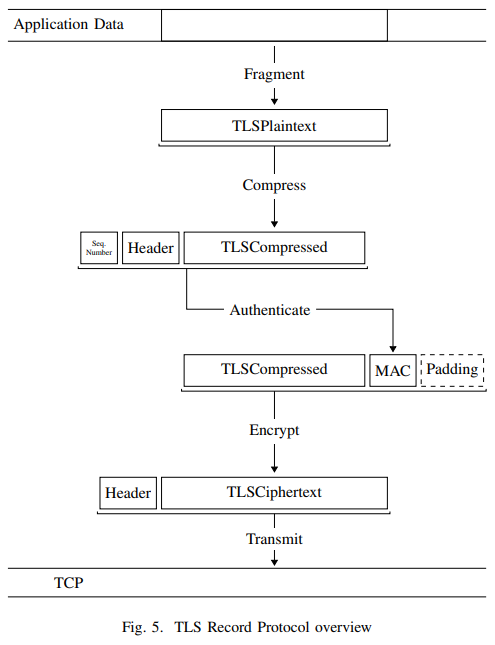 Application Data
Fragment
TLSPlaintext
Compress
Seq.
Number
Header
TLSCompressed
Authenticate
TLSCompressed
MAC
Padding
Encrypt
Header
TLSCiphertext
Transmit
TCP
Fig. 5. TLS Record Protocol overview